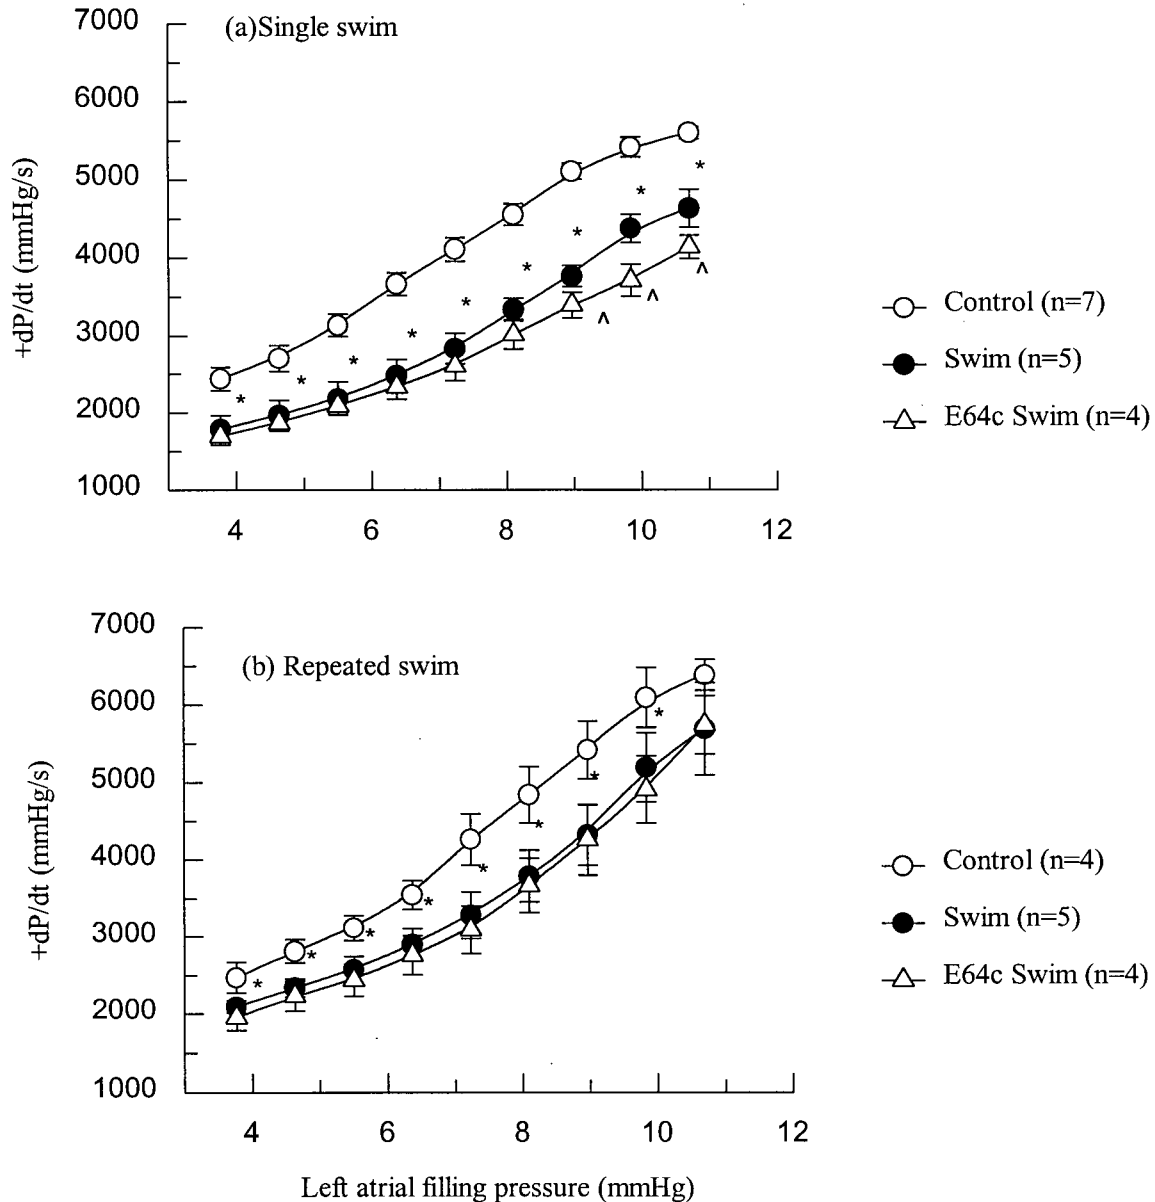 (a)Single swim
7000
6000
5000
4000
3000
2000
1000
+dP/dt (mmHg/s)
* * * * * * * * *
^ ^ ^
4 6 8 10 12
Control (n=7)
Swim (n=5)
E64c Swim (n=4)
(b) Repeated swim
7000
6000
5000
4000
3000
2000
1000
+dP/dt (mmHg/s)
* * * * * * * *
4 6 8 10 12
Left atrial filling pressure (mmHg)
Control (n=4)
Swim (n=5)
E64c Swim (n=4)